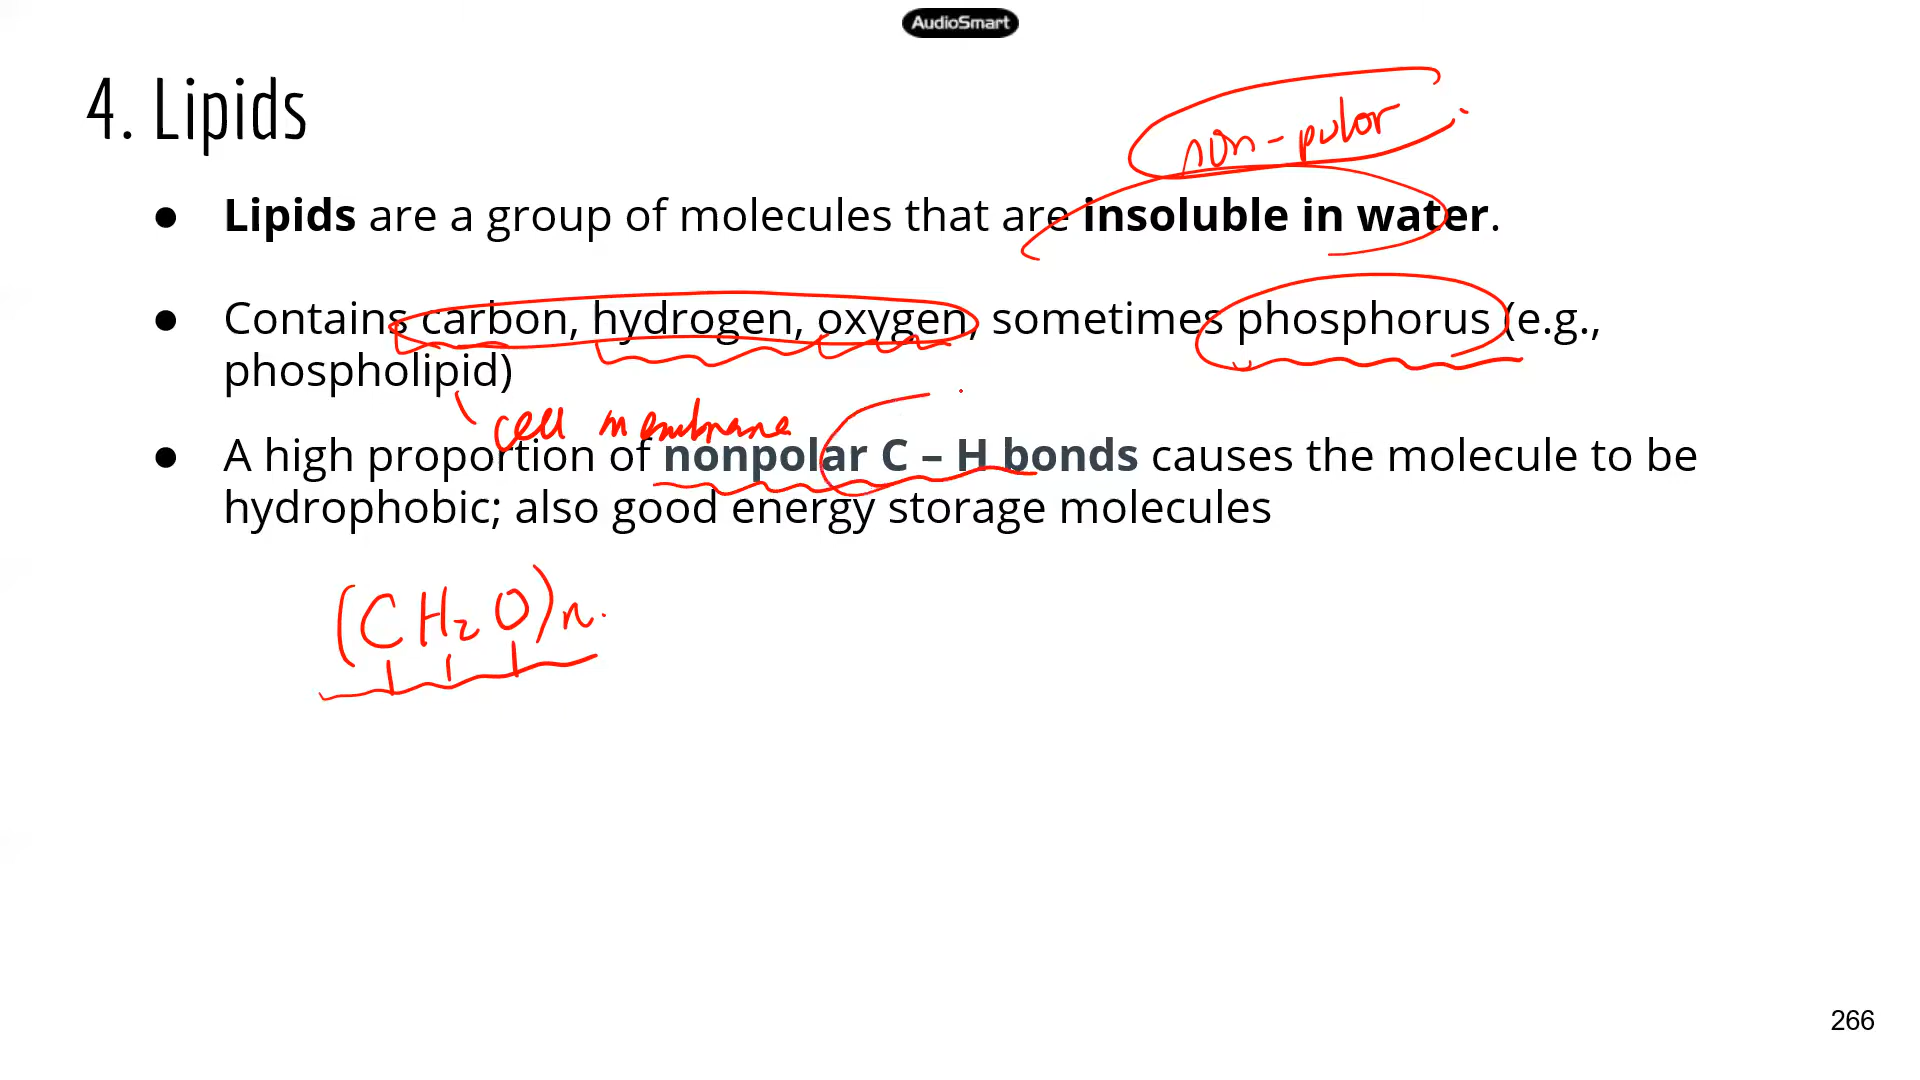 AudioSmart
4. Lipids
non-polar
● Lipids are a group of molecules that are insoluble in water.
● Contains carbon, hydrogen, oxygen, sometimes phosphorus (e.g.,
phospholipid)
cell membrane
● A high proportion of nonpolar C – H bonds causes the molecule to be
hydrophobic; also good energy storage molecules
(CH₂O)n.
266